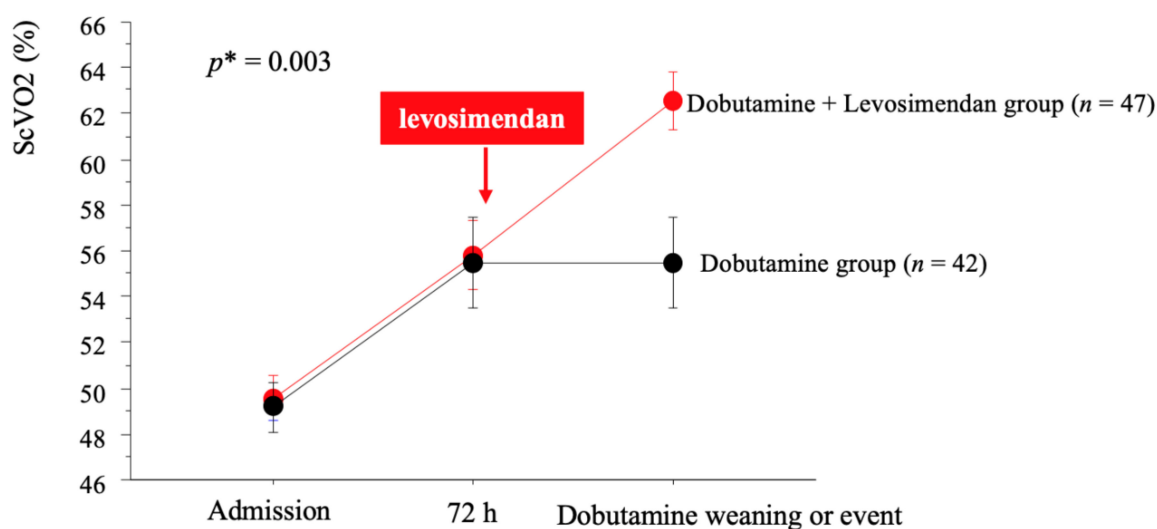 ScVO2 (%)
66
64
62
60
58
56
54
52
50
48
46
p* = 0.003
levosimendan
Dobutamine + Levosimendan group (n = 47)
Dobutamine group (n = 42)
Admission
72 h
Dobutamine weaning or event